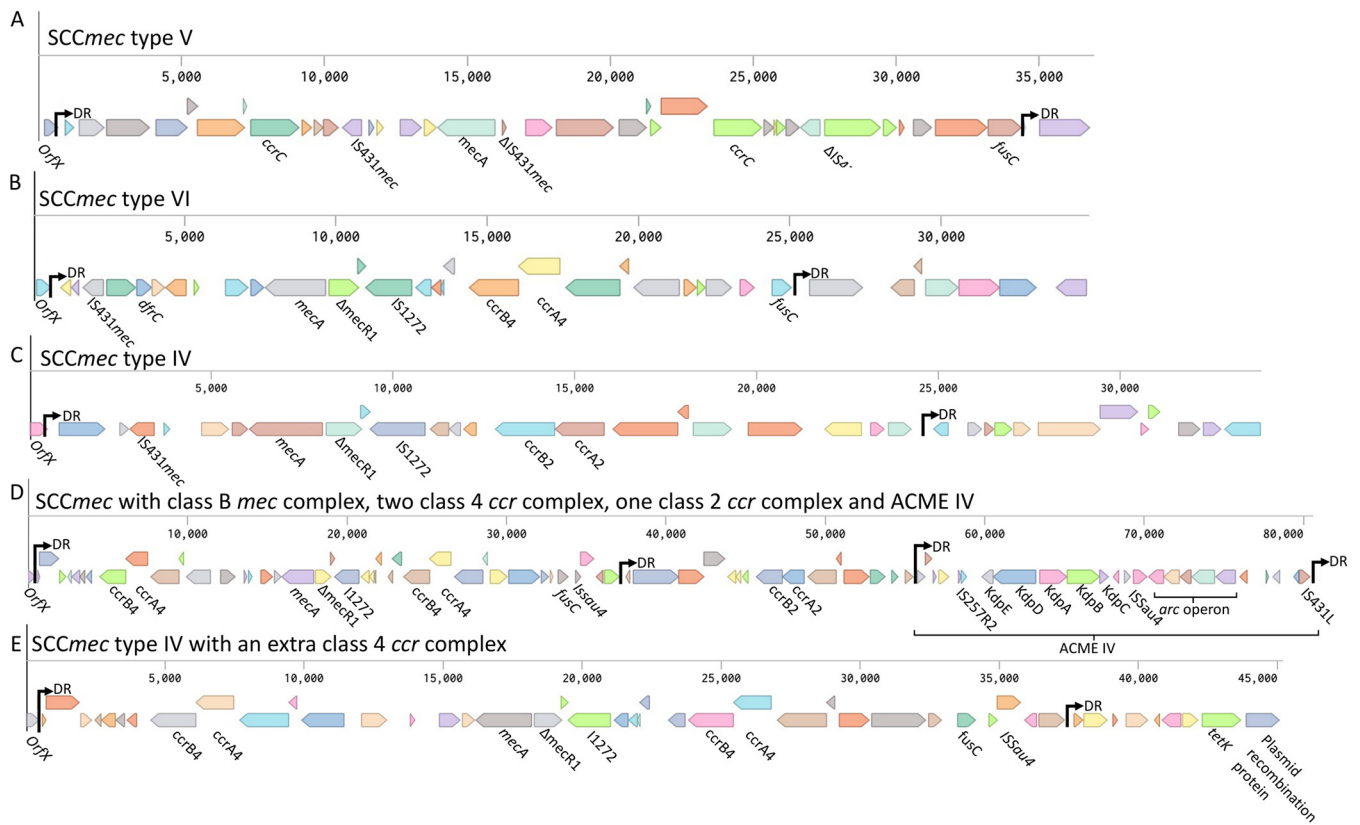 A
SCCmec type V
5,000 10,000 15,000 20,000 25,000 30,000 35,000
DR DR
OrfX ccrC IS431mec mecA ΔIS431mec ccrC ΔIS4 fusC
B
SCCmec type VI
5,000 10,000 15,000 20,000 25,000 30,000
DR DR
OrfX IS431mec dfrC mecA ΔmecR1 IS1272 ccrB4 ccrA4 fusC
C
SCCmec type IV
5,000 10,000 15,000 20,000 25,000 30,000
DR DR
OrfX IS431mec mecA ΔmecR1 IS1272 ccrB2 ccrA2
D
SCCmec with class B mec complex, two class 4 ccr complex, one class 2 ccr complex and ACME IV
10,000 20,000 30,000 40,000 50,000 60,000 70,000 80,000
DR DR DR DR
OrfX ccrB4 ccrA4 mecA ΔmecR1 I1272 ccrB4 ccrA4 fusC Issau4 ccrB2 ccrA2 IS257R2 KdpE KdpD KdpA KdpB KdpC ISSau4 arc operon IS431L
ACME IV
E
SCCmec type IV with an extra class 4 ccr complex
5,000 10,000 15,000 20,000 25,000 30,000 35,000 40,000 45,000
DR DR
OrfX ccrB4 ccrA4 mecA ΔmecR1 I1272 ccrB4 ccrA4 fusC ISSau4 tetK Plasmid recombination protein